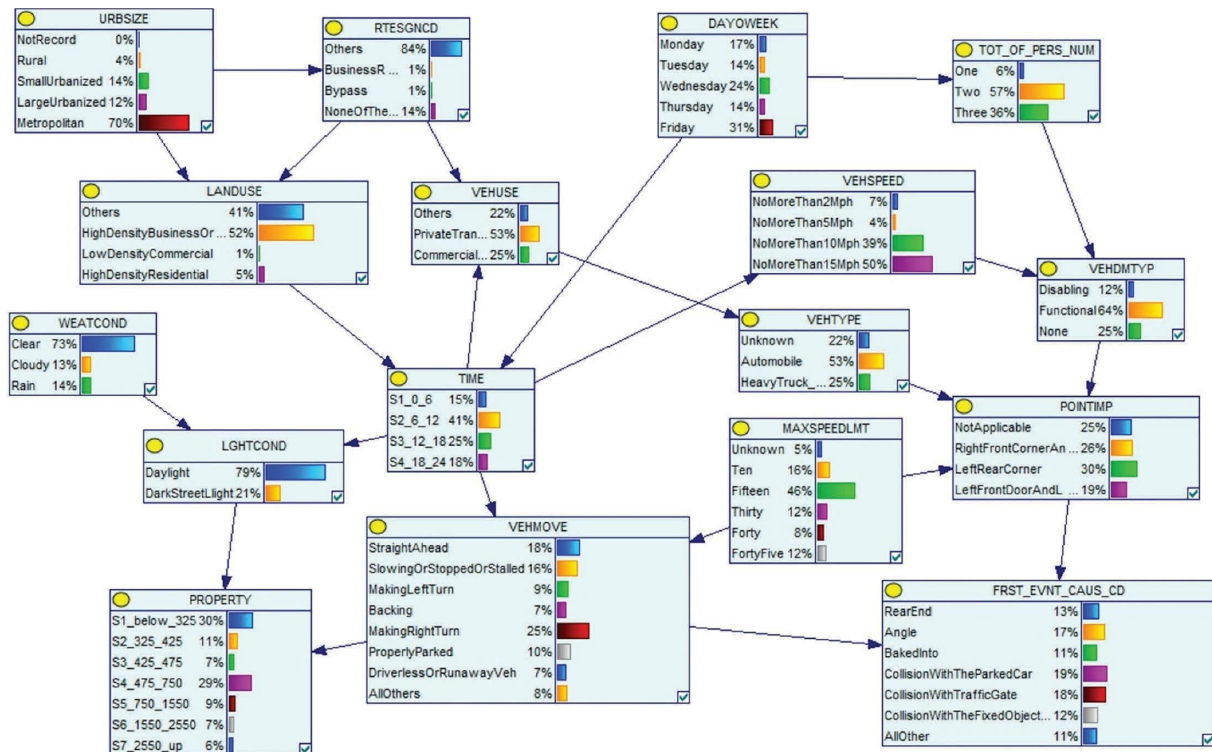 URBSIZE
NotRecord 0%
Rural 4%
SmallUrbanized 14%
LargeUrbanized 12%
Metropolitan 70%
RTESGNCD
Others 84%
BusinessR ... 1%
Bypass 1%
NoneOfThe... 14%
DAYOWEEK
Monday 17%
Tuesday 14%
Wednesday 24%
Thursday 14%
Friday 31%
TOT_OF_PERS_NUM
One 6%
Two 57%
Three 36%
LANDUSE
Others 41%
HighDensityBusinessOr ... 52%
LowDensityCommercial 1%
HighDensityResidential 5%
VEHUSE
Others 22%
PrivateTran... 53%
Commercial... 25%
VEHSPEED
NoMoreThan2Mph 7%
NoMoreThan5Mph 4%
NoMoreThan10Mph 39%
NoMoreThan15Mph 50%
VEHDMTYP
Disabling 12%
Functional 64%
None 25%
WEATCOND
Clear 73%
Cloudy 13%
Rain 14%
VEHTYPE
Unknown 22%
Automobile 53%
HeavyTruck_... 25%
TIME
S1_0_6 15%
S2_6_12 41%
S3_12_18 25%
S4_18_24 18%
POINTIMP
NotApplicable 25%
RightFrontCornerAn... 26%
LeftRearCorner 30%
LeftFrontDoorAndL ... 19%
LGHTCOND
Daylight 79%
DarkStreetLlight 21%
MAXSPEEDLMT
Unknown 5%
Ten 16%
Fifteen 46%
Thirty 12%
Forty 8%
FortyFive 12%
VEHMOVE
StraightAhead 18%
SlowingOrStoppedOrStalled 16%
MakingLeftTurn 9%
Backing 7%
MakingRightTurn 25%
ProperlyParked 10%
DriverlessOrRunawayVeh 7%
AllOthers 8%
PROPERTY
S1_below_325 30%
S2_325_425 11%
S3_425_475 7%
S4_475_750 29%
S5_750_1550 9%
S6_1550_2550 7%
S7_2550_up 6%
FRST_EVNT_CAUS_CD
RearEnd 13%
Angle 17%
BakedInto 11%
CollisionWithTheParkedCar 19%
CollisionWithTrafficGate 18%
CollisionWithTheFixedObject... 12%
AllOther 11%